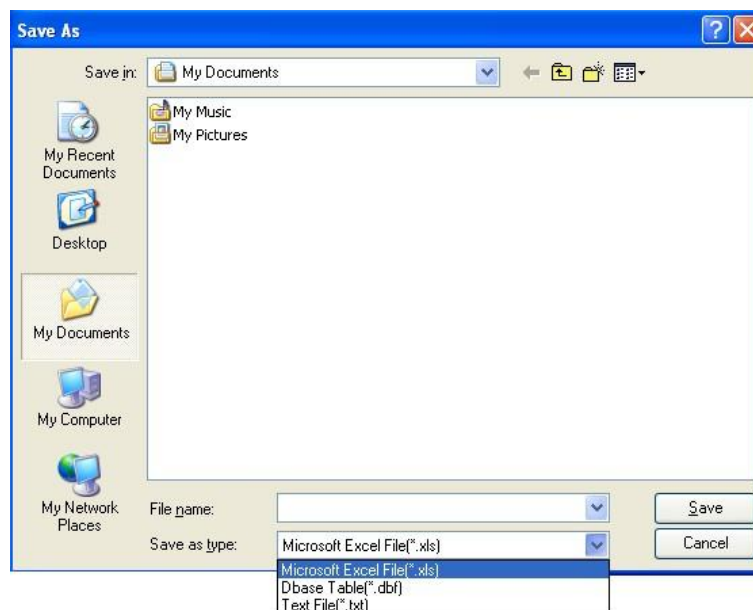 Save As
Save in: My Documents
My Music
My Pictures
My Recent
Documents
Desktop
My Documents
My Computer
My Network
Places
File name:
Save
Save as type: Microsoft Excel File(*.xls)
Cancel
Microsoft Excel File(*.xls)
Dbase Table(*.dbf)
Text File(*.txt)